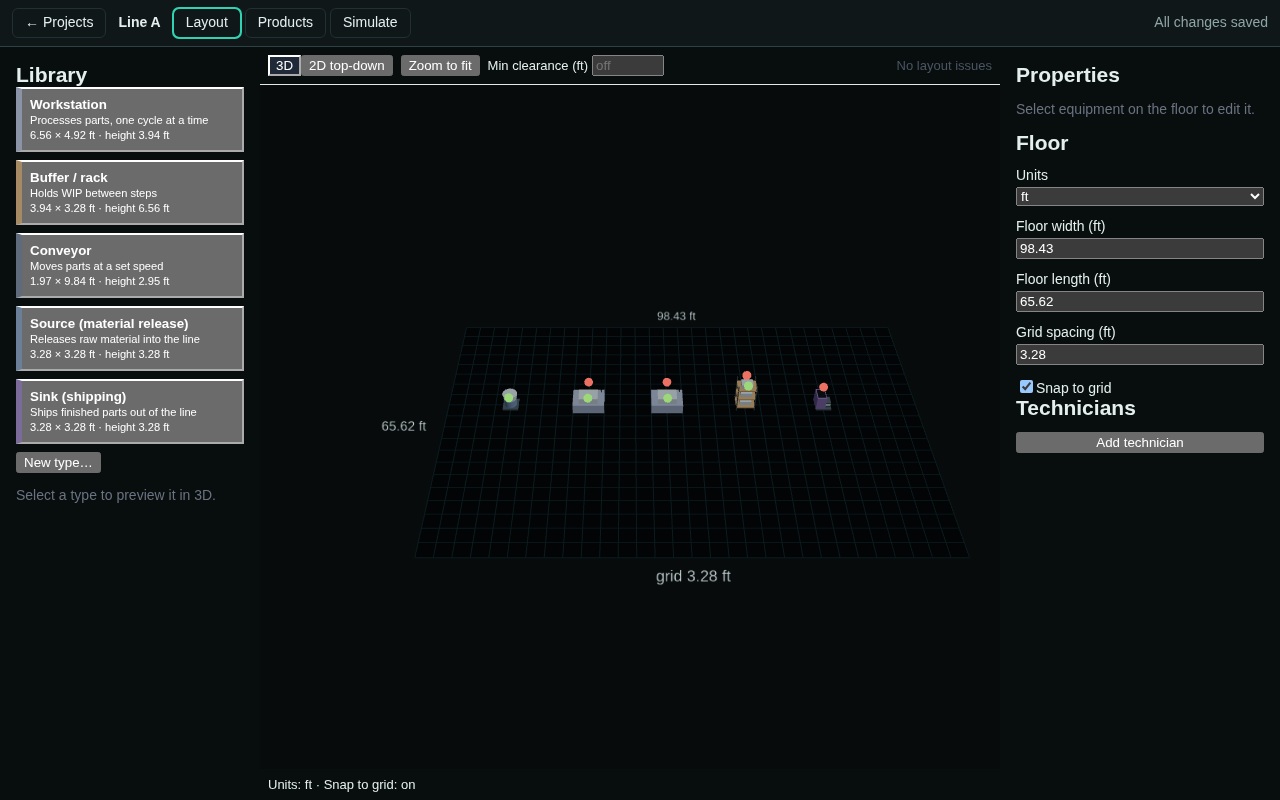 ← Projects
Line A
Layout
Products
Simulate
All changes saved
Library
Workstation
Processes parts, one cycle at a time
6.56 × 4.92 ft · height 3.94 ft
Buffer / rack
Holds WIP between steps
3.94 × 3.28 ft · height 6.56 ft
Conveyor
Moves parts at a set speed
1.97 × 9.84 ft · height 2.95 ft
Source (material release)
Releases raw material into the line
3.28 × 3.28 ft · height 3.28 ft
Sink (shipping)
Ships finished parts out of the line
3.28 × 3.28 ft · height 3.28 ft
New type…
Select a type to preview it in 3D.
3D
2D top-down
Zoom to fit
Min clearance (ft)
off
No layout issues
98.43 ft
65.62 ft
grid 3.28 ft
Units: ft · Snap to grid: on
Properties
Select equipment on the floor to edit it.
Floor
Units
ft
Floor width (ft)
98.43
Floor length (ft)
65.62
Grid spacing (ft)
3.28
Snap to grid
Technicians
Add technician